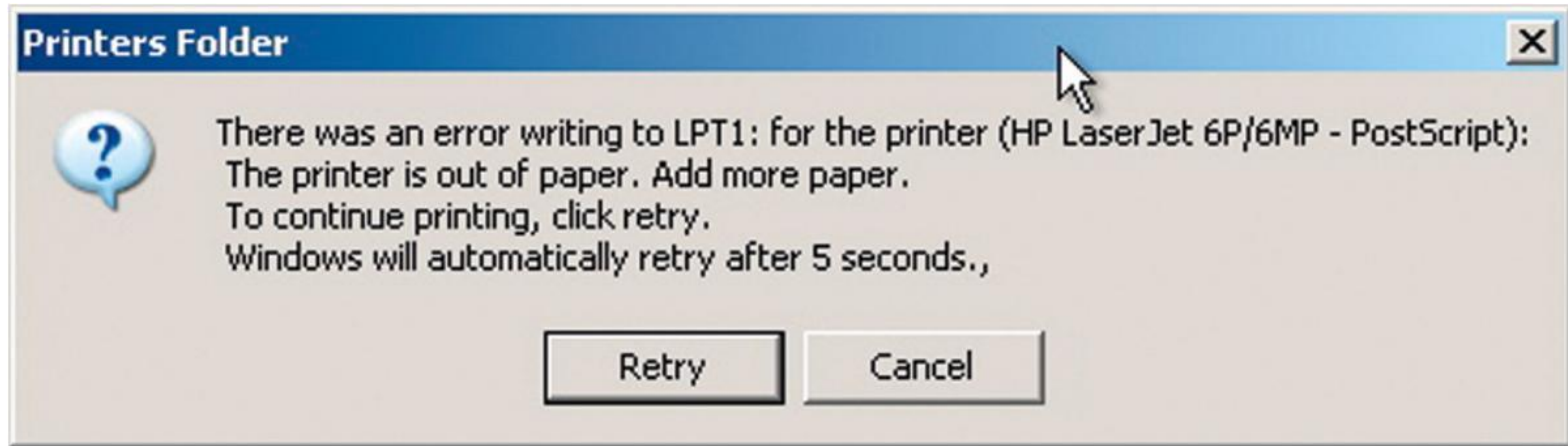 Printers Folder
There was an error writing to LPT1: for the printer (HP LaserJet 6P/6MP - PostScript):
The printer is out of paper. Add more paper.
To continue printing, click retry.
Windows will automatically retry after 5 seconds.,
Retry Cancel